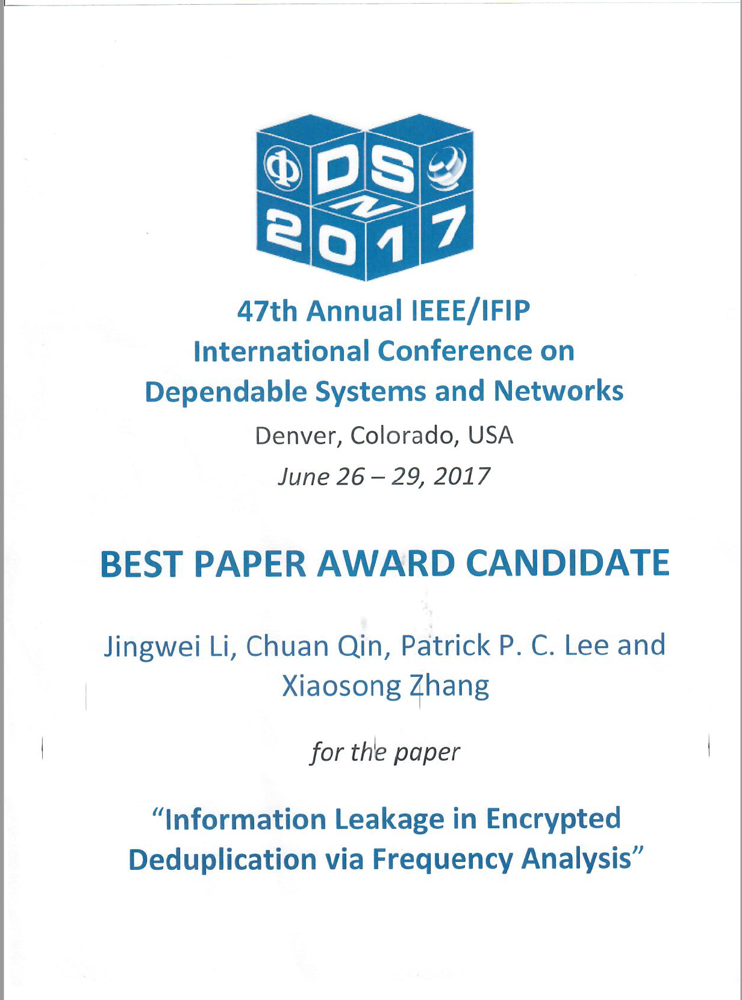 DS
N
2017
47th Annual IEEE/IFIP
International Conference on
Dependable Systems and Networks
Denver, Colorado, USA
June 26 – 29, 2017
BEST PAPER AWARD CANDIDATE
Jingwei Li, Chuan Qin, Patrick P. C. Lee and
Xiaosong Zhang
for the paper
“Information Leakage in Encrypted
Deduplication via Frequency Analysis”